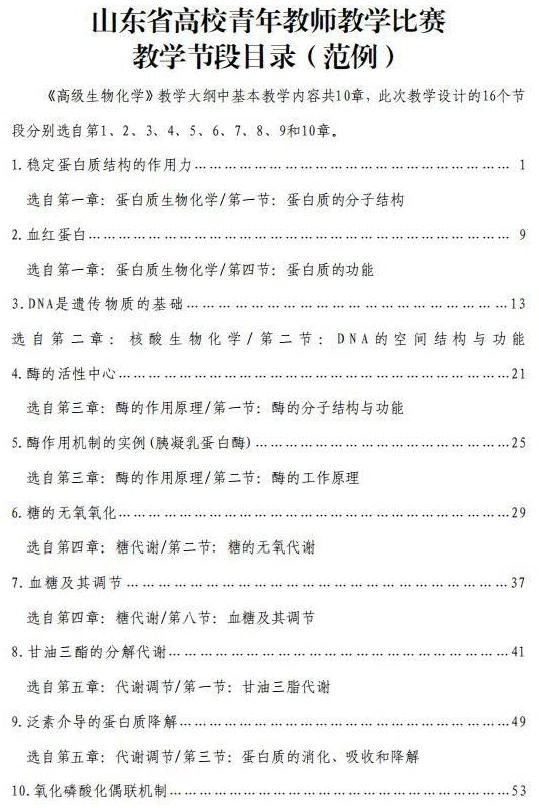 山东省高校青年教师教学比赛
教学节段目录（范例）
《高级生物化学》教学大纲中基本教学内容共10章，此次教学设计的16个节
段分别选自第1、2、3、4、5、6、7、8、9和10章。
1.稳定蛋白质结构的作用力………………………………………………………… 1
选自第一章：蛋白质生物化学/第一节：蛋白质的分子结构
2.血红蛋白…………………………………………………………………………… 9
选自第一章：蛋白质生物化学/第四节：蛋白质的功能
3.DNA是遗传物质的基础……………………………………………………………13
选自第二章：核酸生物化学/第二节：DNA的空间结构与功能
4.酶的活性中心………………………………………………………………………21
选自第三章：酶的作用原理/第一节：酶的分子结构与功能
5.酶作用机制的实例(胰凝乳蛋白酶)………………………………………………25
选自第三章：酶的作用原理/第二节：酶的工作原理
6.糖的无氧氧化………………………………………………………………………29
选自第四章：糖代谢/第二节：糖的无氧代谢
7.血糖及其调节………………………………………………………………………37
选自第四章：糖代谢/第八节：血糖及其调节
8.甘油三酯的分解代谢………………………………………………………………41
选自第五章：代谢调节/第一节：甘油三脂代谢
9.泛素介导的蛋白质降解……………………………………………………………49
选自第五章：代谢调节/第三节：蛋白质的消化、吸收和降解
10.氧化磷酸化偶联机制………………………………………………………………53